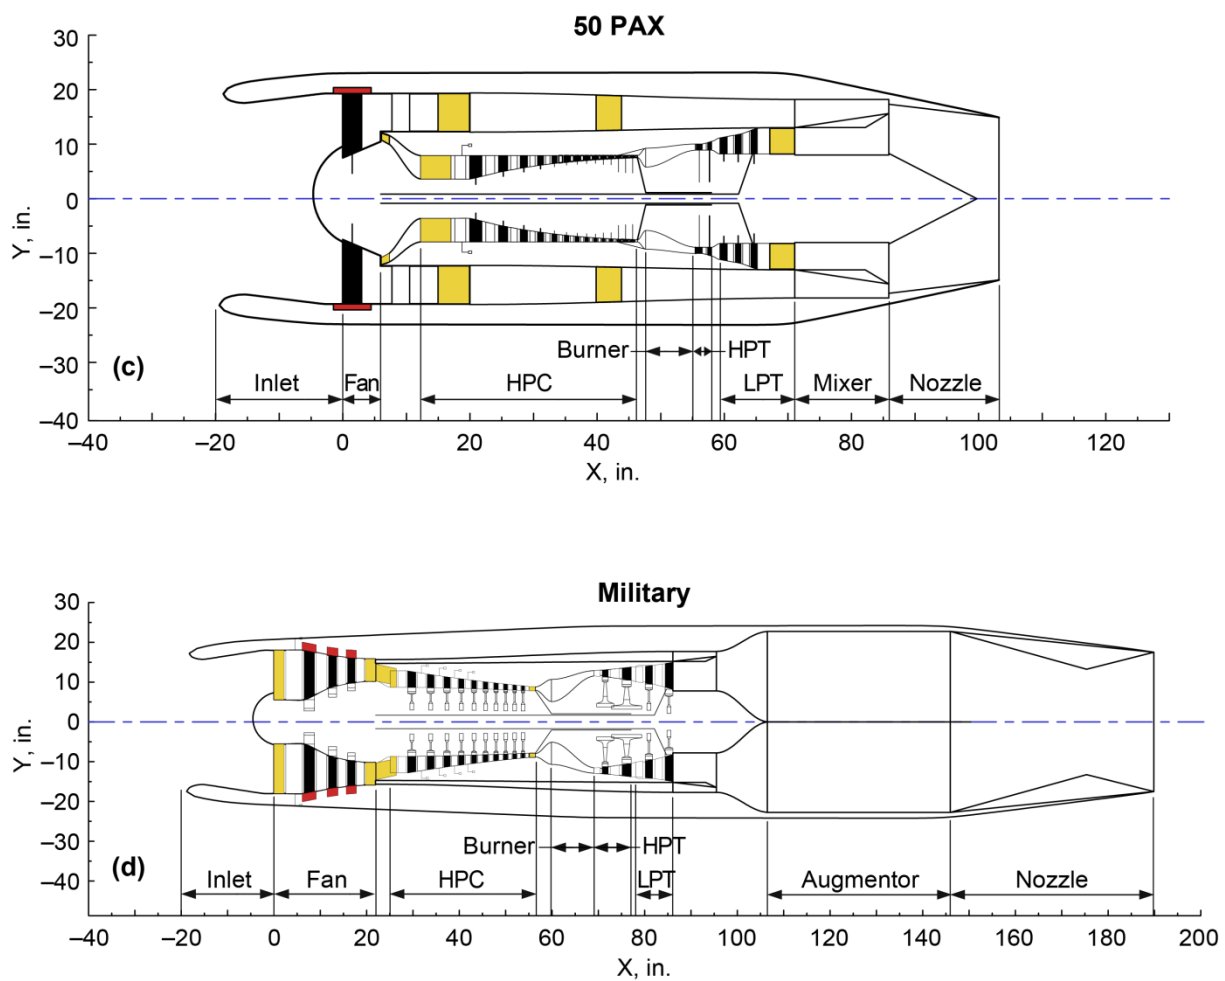 50 PAX
30
20
10
0
–10
–20
–30
–40
Y, in.
(c)
Burner HPT
Inlet Fan HPC LPT Mixer Nozzle
–40 –20 0 20 40 60 80 100 120
X, in.
Military
30
20
10
0
–10
–20
–30
–40
Y, in.
(d)
Burner HPT
Inlet Fan HPC LPT Augmentor Nozzle
–40 –20 0 20 40 60 80 100 120 140 160 180 200
X, in.